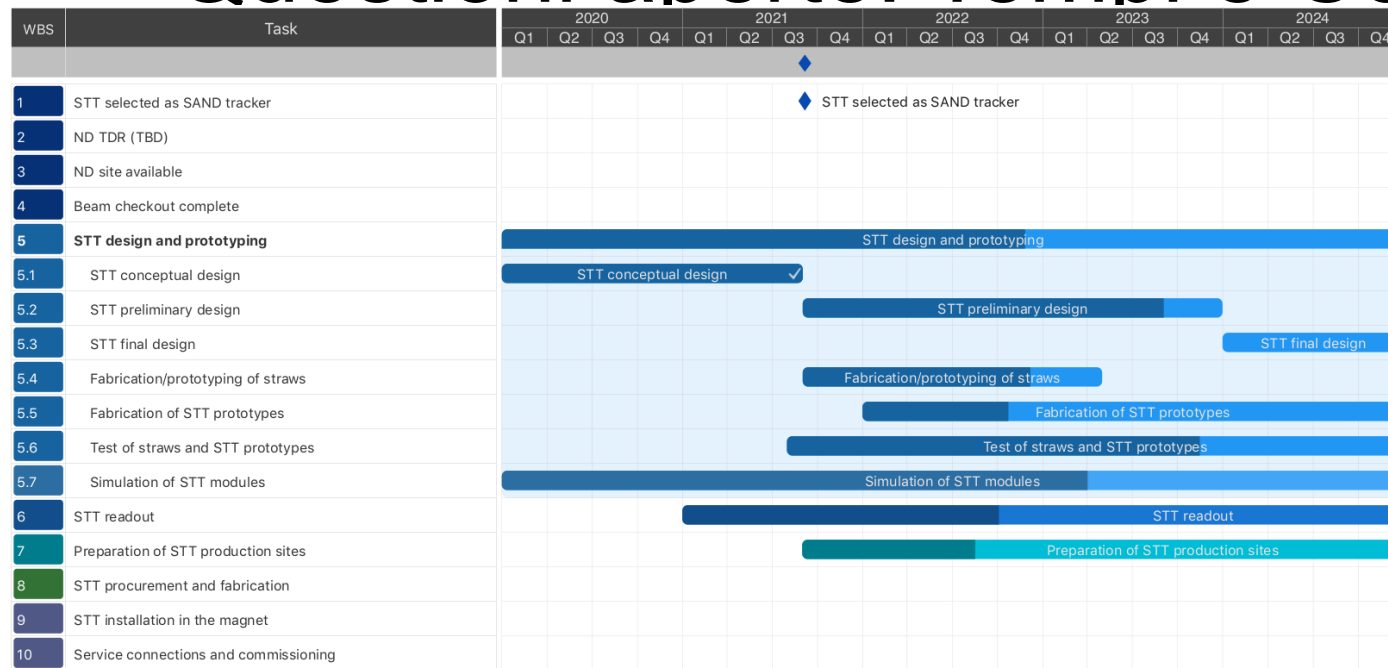 WBS Task 2020 2021 2022 2023 2024
Q1 Q2 Q3 Q4 Q1 Q2 Q3 Q4 Q1 Q2 Q3 Q4 Q1 Q2 Q3 Q4 Q1 Q2 Q3 Q4
1 STT selected as SAND tracker STT selected as SAND tracker
2 ND TDR (TBD)
3 ND site available
4 Beam checkout complete
5 STT design and prototyping STT design and prototyping
5.1 STT conceptual design STT conceptual design
5.2 STT preliminary design STT preliminary design
5.3 STT final design STT final design
5.4 Fabrication/prototyping of straws Fabrication/prototyping of straws
5.5 Fabrication of STT prototypes Fabrication of STT prototypes
5.6 Test of straws and STT prototypes Test of straws and STT prototypes
5.7 Simulation of STT modules Simulation of STT modules
6 STT readout STT readout
7 Preparation of STT production sites Preparation of STT production sites
8 STT procurement and fabrication
9 STT installation in the magnet
10 Service connections and commissioning